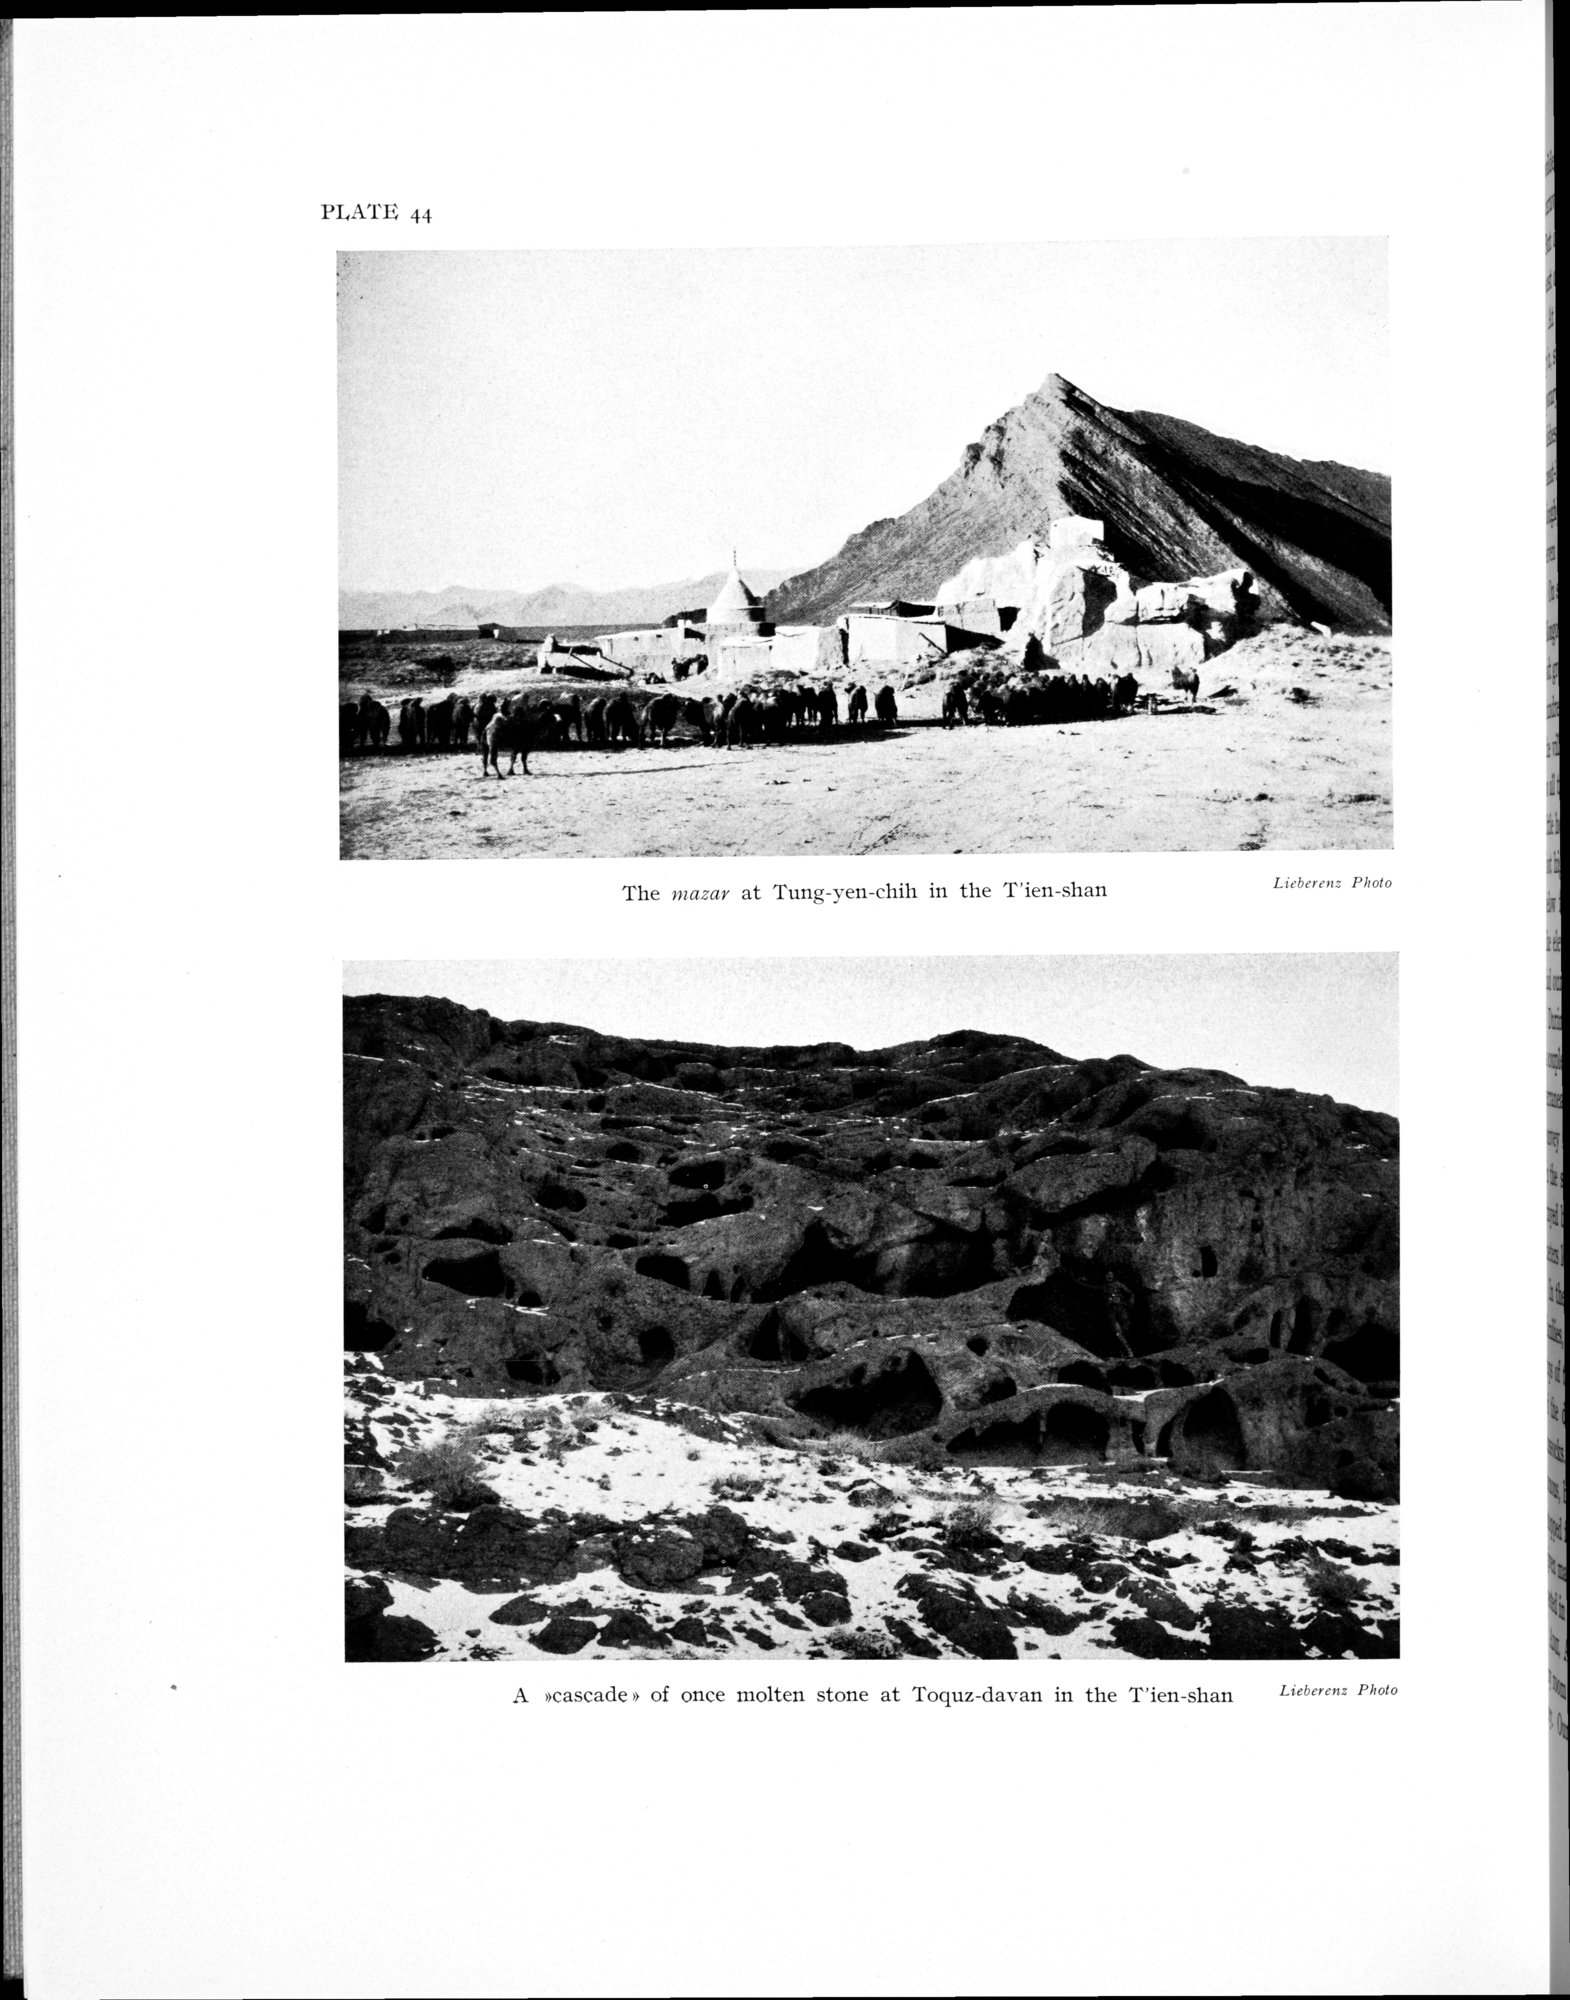 PLATE 44
The mazar at Tung-yen-chih in the T'ien-shan
Lieberenz Photo
A »cascade» of once molten stone at Toquz-davan in the T'ien-shan
Lieberenz Photo